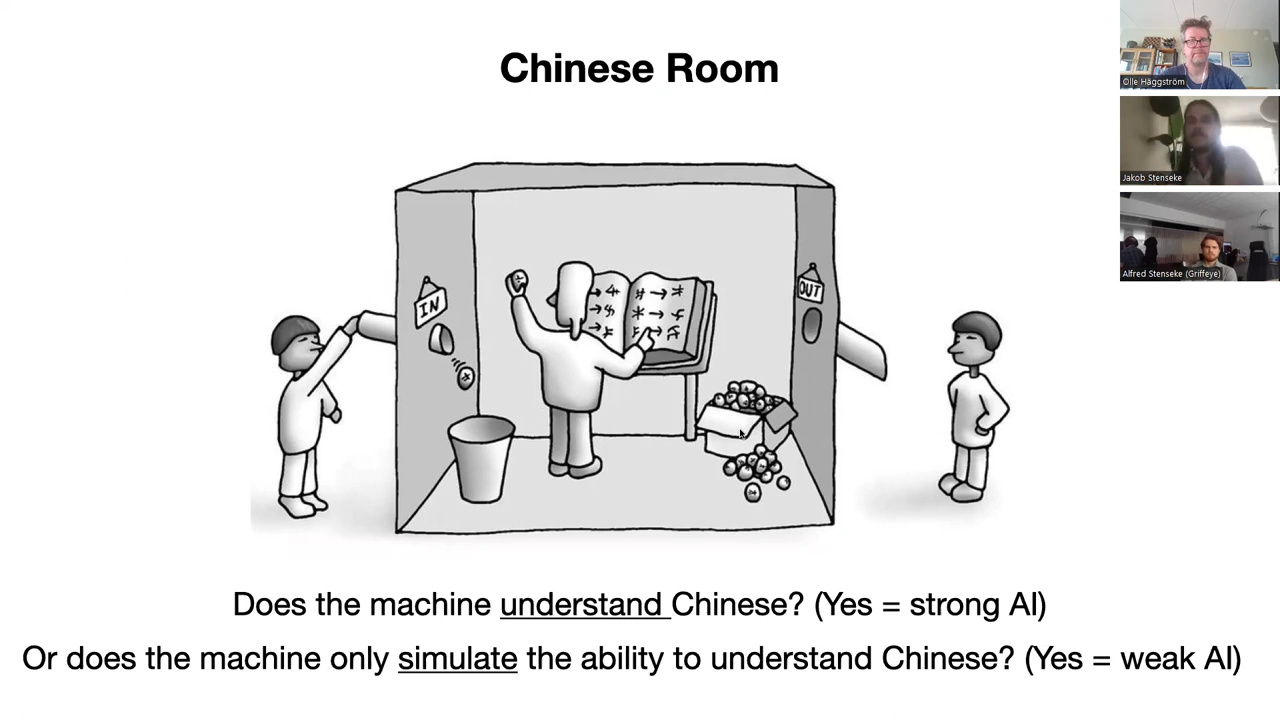 Chinese Room
Olle Häggström
Jakob Stenseke
Alfred Stenseke (Griffeye)
IN
OUT
Does the machine understand Chinese? (Yes = strong AI)
Or does the machine only simulate the ability to understand Chinese? (Yes = weak AI)